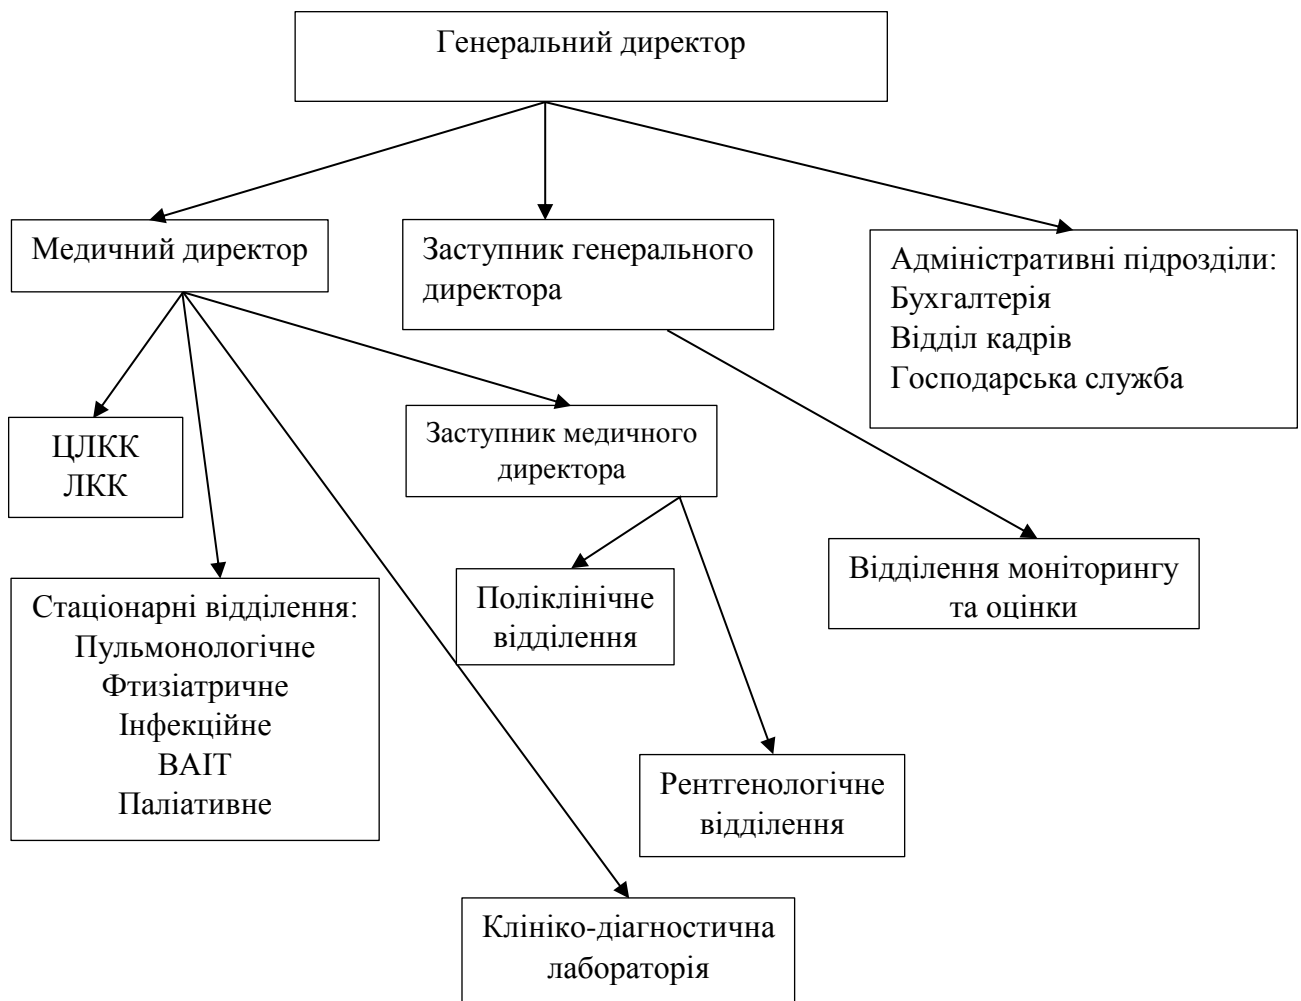 Генеральний директор
Медичний директор
Заступник генерального
директора
Адміністративні підрозділи:
Бухгалтерія
Відділ кадрів
Господарська служба
ЦЛКК
ЛКК
Заступник медичного
директора
Стаціонарні відділення:
Пульмонологічне
Фтизіатричне
Інфекційне
ВАІТ
Паліативне
Поліклінічне
відділення
Відділення моніторингу
та оцінки
Рентгенологічне
відділення
Клініко-діагностична
лабораторія